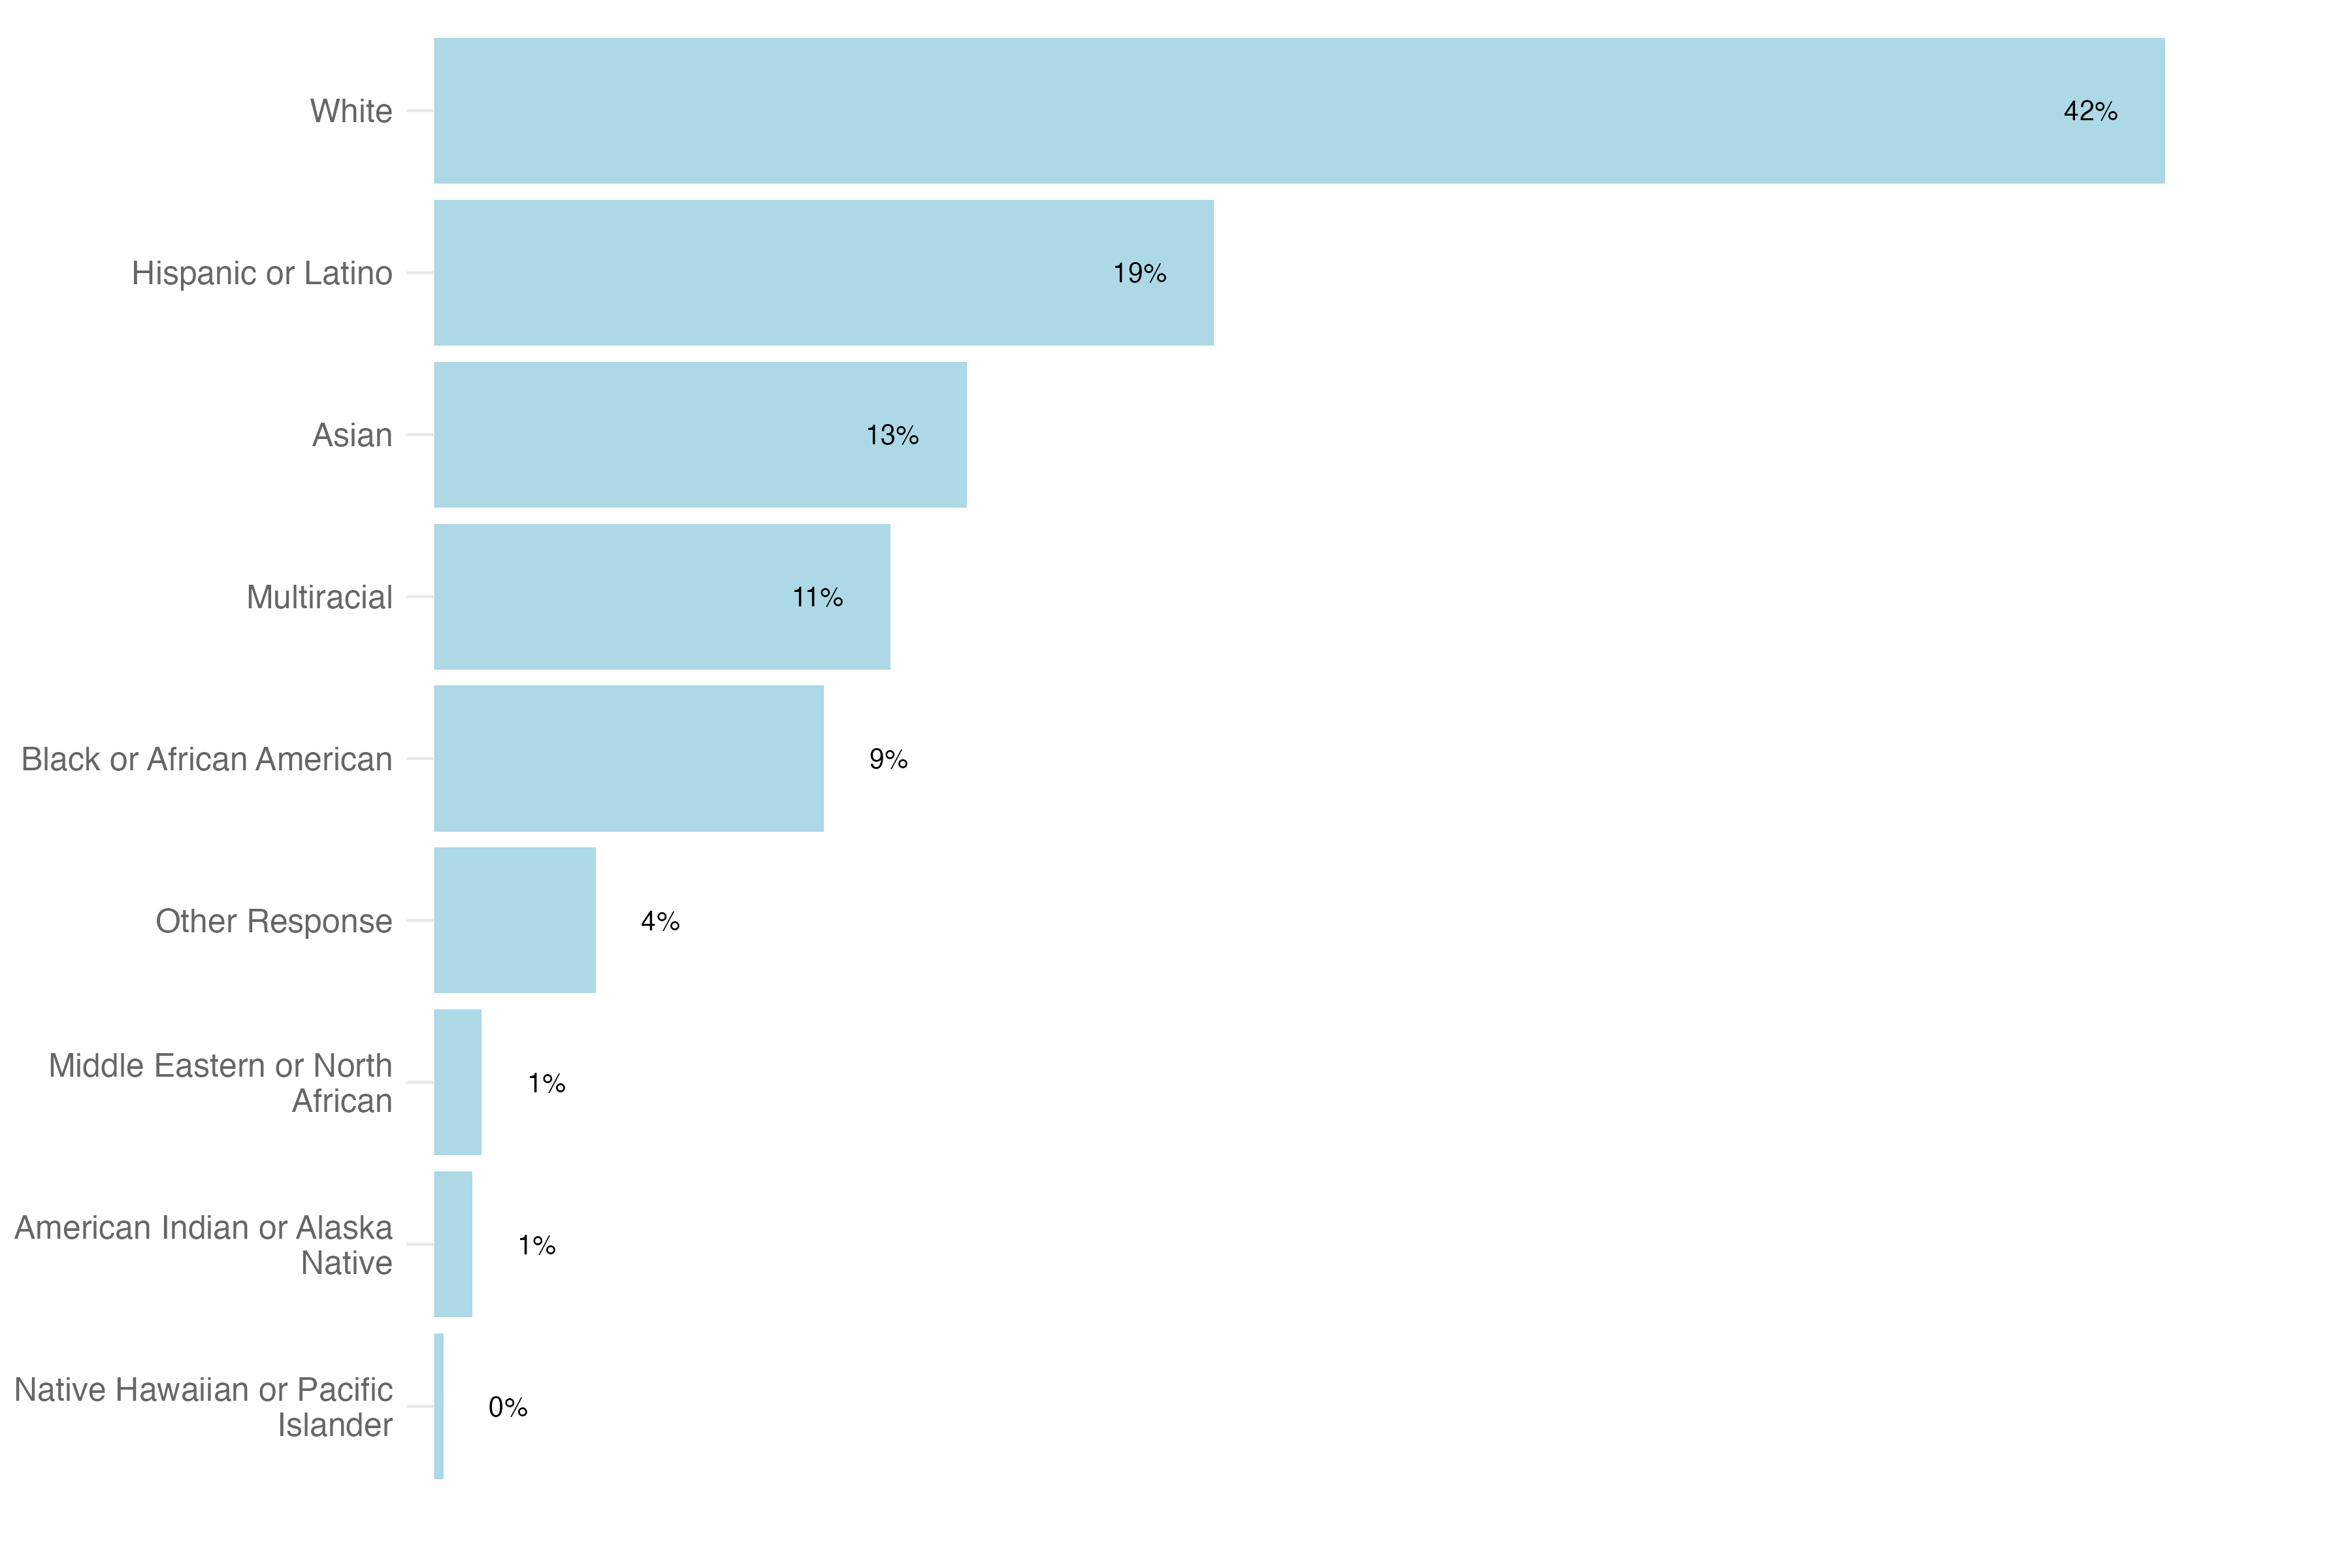 White
42%
Hispanic or Latino
19%
Asian
13%
Multiracial
11%
Black or African American
9%
Other Response
4%
Middle Eastern or North
African
1%
American Indian or Alaska
Native
1%
Native Hawaiian or Pacific
Islander
0%